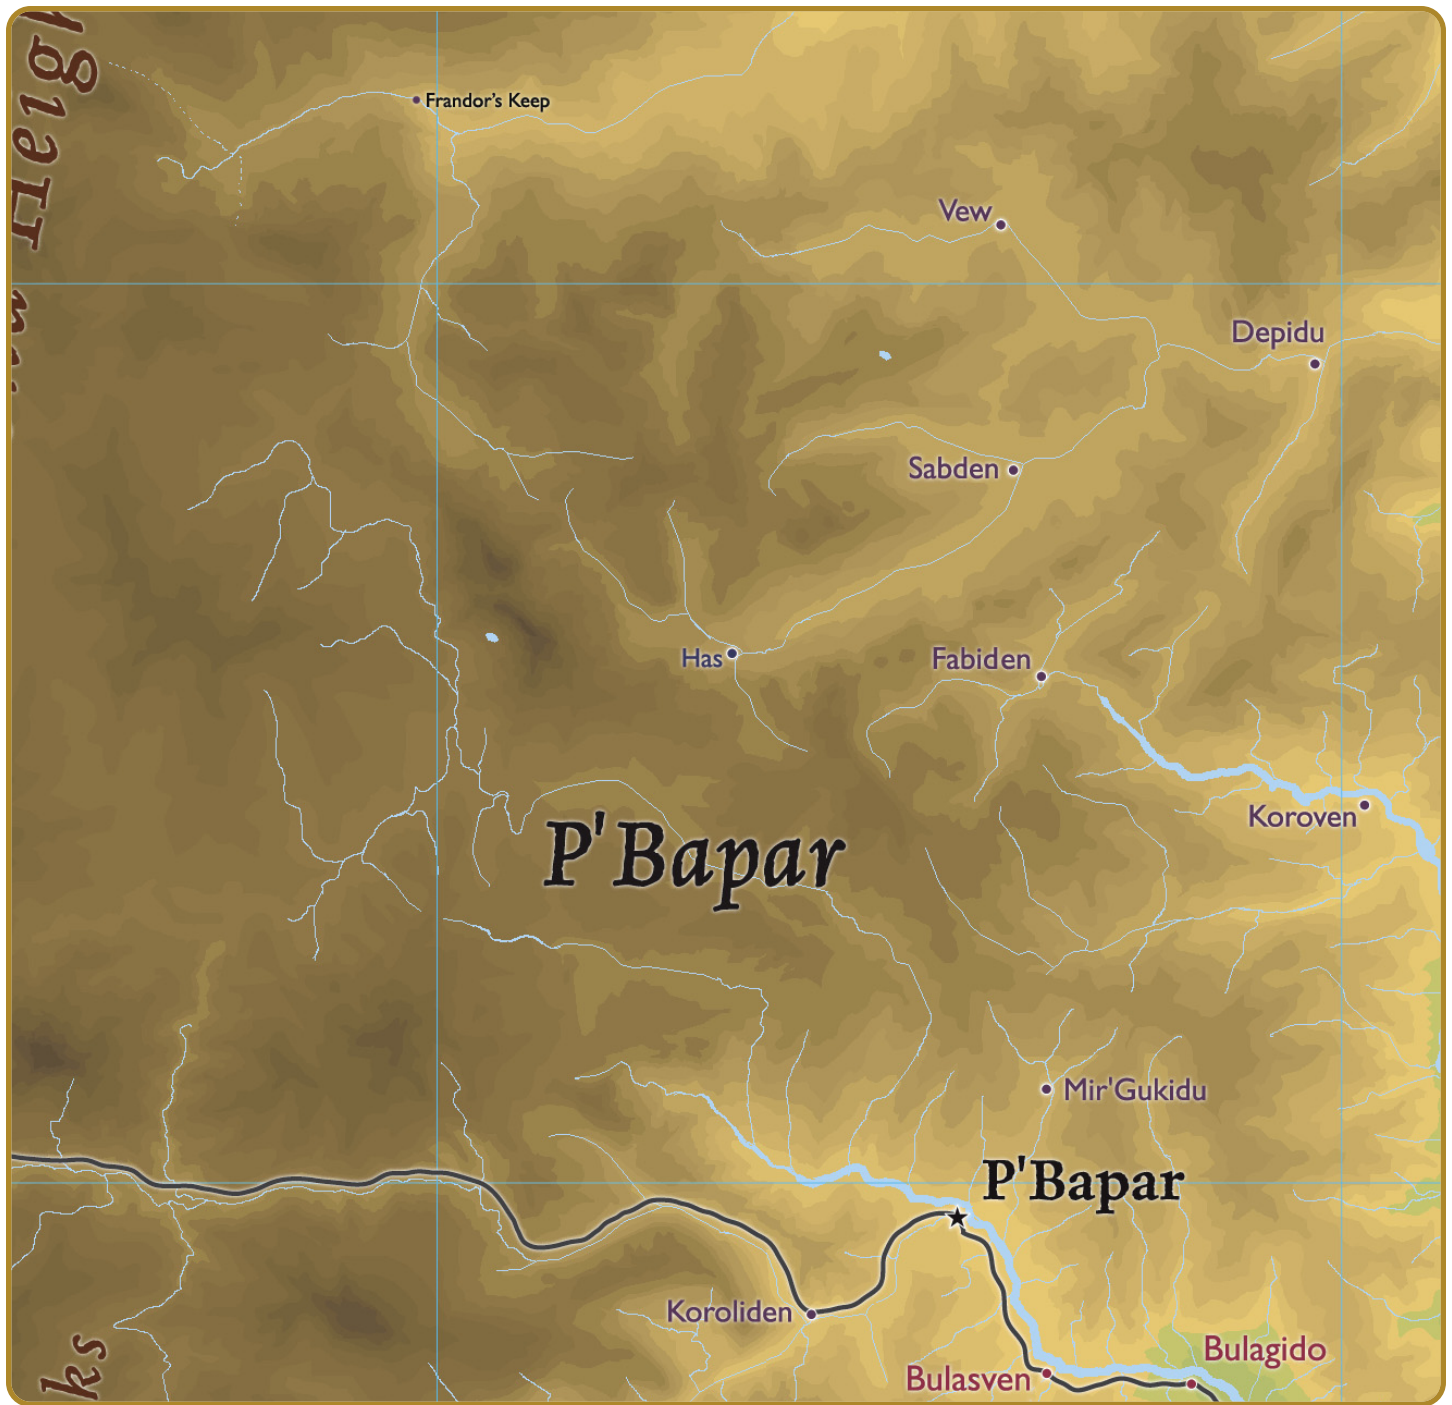 Frandor's Keep
Vew
Depidu
Sabden
Has
Fabiden
Koroven
P'Bapar
Mir'Gukidu
P'Bapar
Koroliden
Bulagido
Bulasven